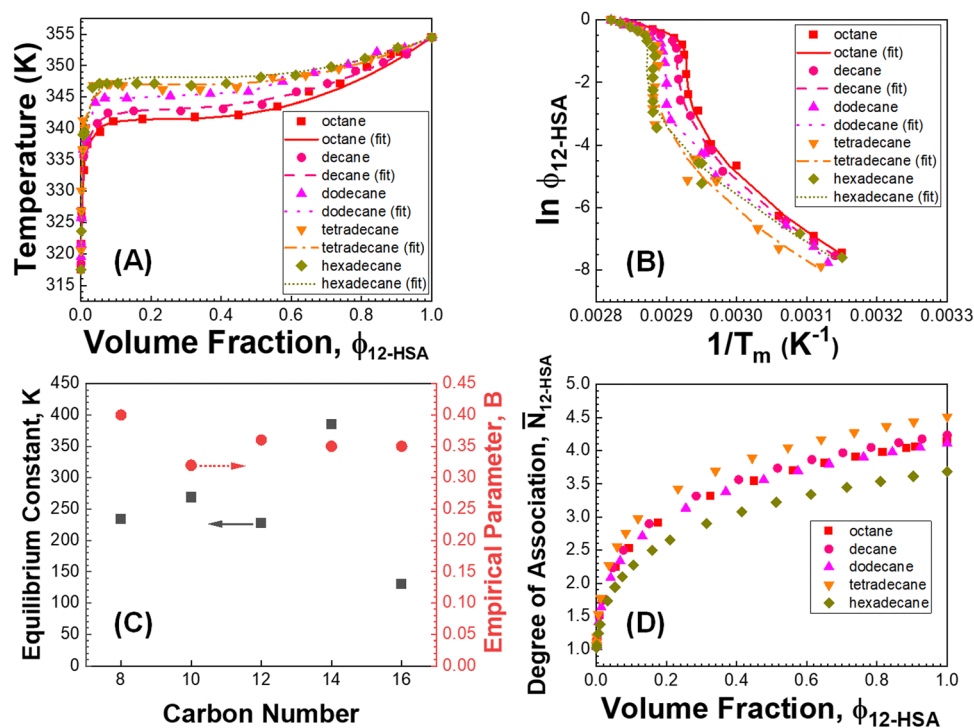 355
350
345
340
335
330
325
320
315
Temperature (K)
(A)
octane
octane (fit)
decane
decane (fit)
dodecane
dodecane (fit)
tetradecane
tetradecane (fit)
hexadecane
hexadecane (fit)
0.0 0.2 0.4 0.6 0.8 1.0
Volume Fraction, ϕ12-HSA
0
-2
-4
-6
-8
ln ϕ12-HSA
(B)
octane
octane (fit)
decane
decane (fit)
dodecane
dodecane (fit)
tetradecane
tetradecane (fit)
hexadecane
hexadecane (fit)
0.0028 0.0029 0.0030 0.0031 0.0032 0.0033
1/Tm (K-1)
450
400
350
300
250
200
150
100
50
0
Equilibrium Constant, K
(C)
0.45
0.40
0.35
0.30
0.25
0.20
0.15
0.10
0.05
0.00
Empirical Parameter, B
8 10 12 14 16
Carbon Number
5.0
4.5
4.0
3.5
3.0
2.5
2.0
1.5
1.0
Degree of Association, N̅12-HSA
(D)
octane
decane
dodecane
tetradecane
hexadecane
0.0 0.2 0.4 0.6 0.8 1.0
Volume Fraction, ϕ12-HSA